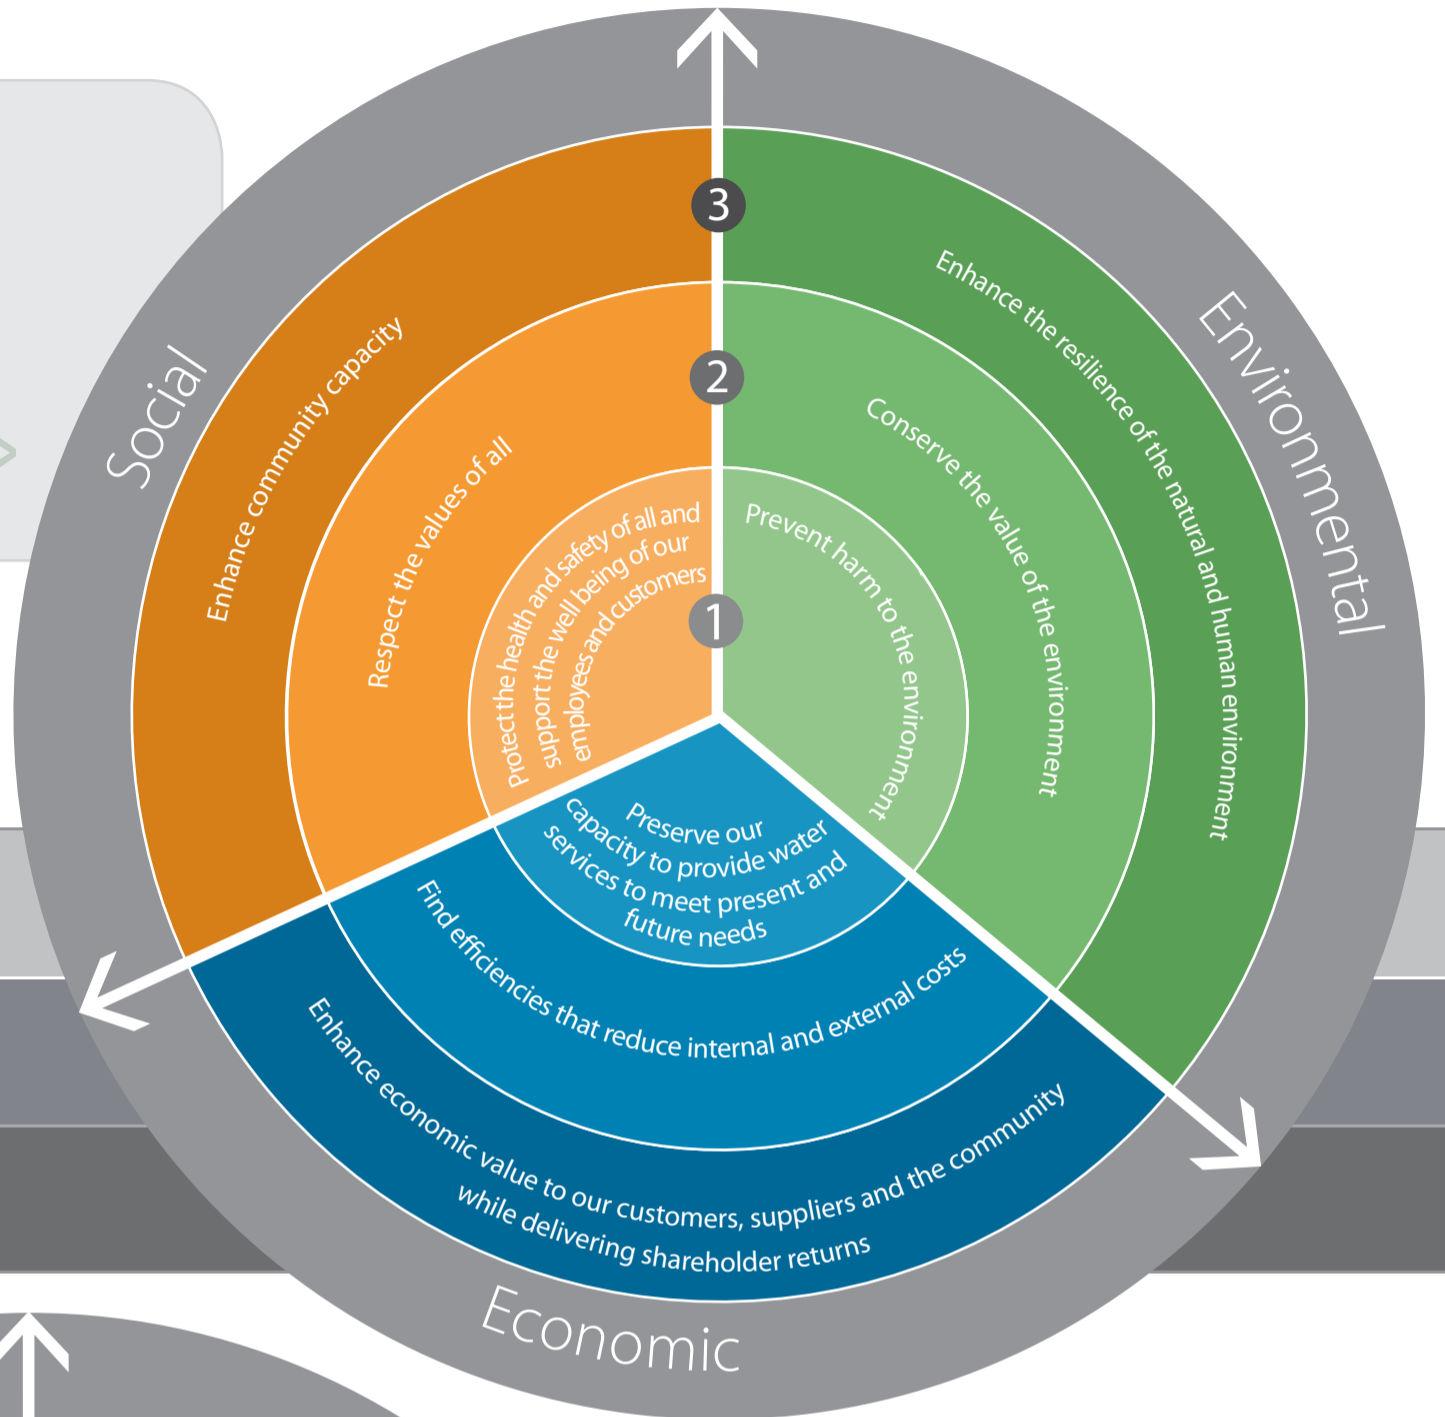 Social
Environmental
Economic
3
2
1
Enhance community capacity
Respect the values of all
Protect the health and safety of all and
support the well being of our
employees and customers
Enhance the resilience of the natural and human environment
Conserve the value of the environment
Prevent harm to the environment
Preserve our
capacity to provide water
services to meet present and
future needs
Find efficiencies that reduce internal and external costs
Enhance economic value to our customers, suppliers and the community
while delivering shareholder returns